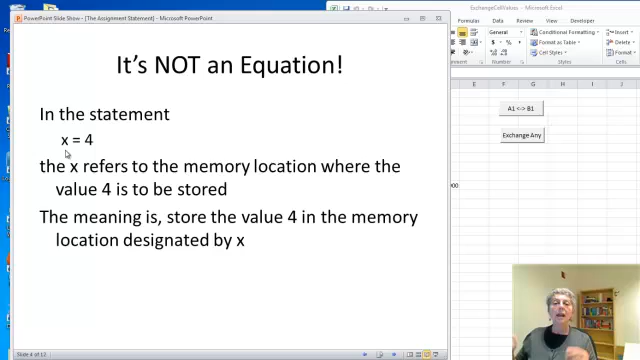 PowerPoint Slide Show - [The Assignment Statement] - Microsoft PowerPoint
It's NOT an Equation!
In the statement
x = 4
the x refers to the memory location where the
value 4 is to be stored
The meaning is, store the value 4 in the memory
location designated by x
Slide 4 of 12
ExchangeCellValues - Microsoft Excel
Formulas Data Review View Developer
General
Conditional Formatting
Format as Table
Cell Styles
Insert
Delete
Format
Number
Styles
Cells
E F G H I J
A1 <-> B1
Exchange Any